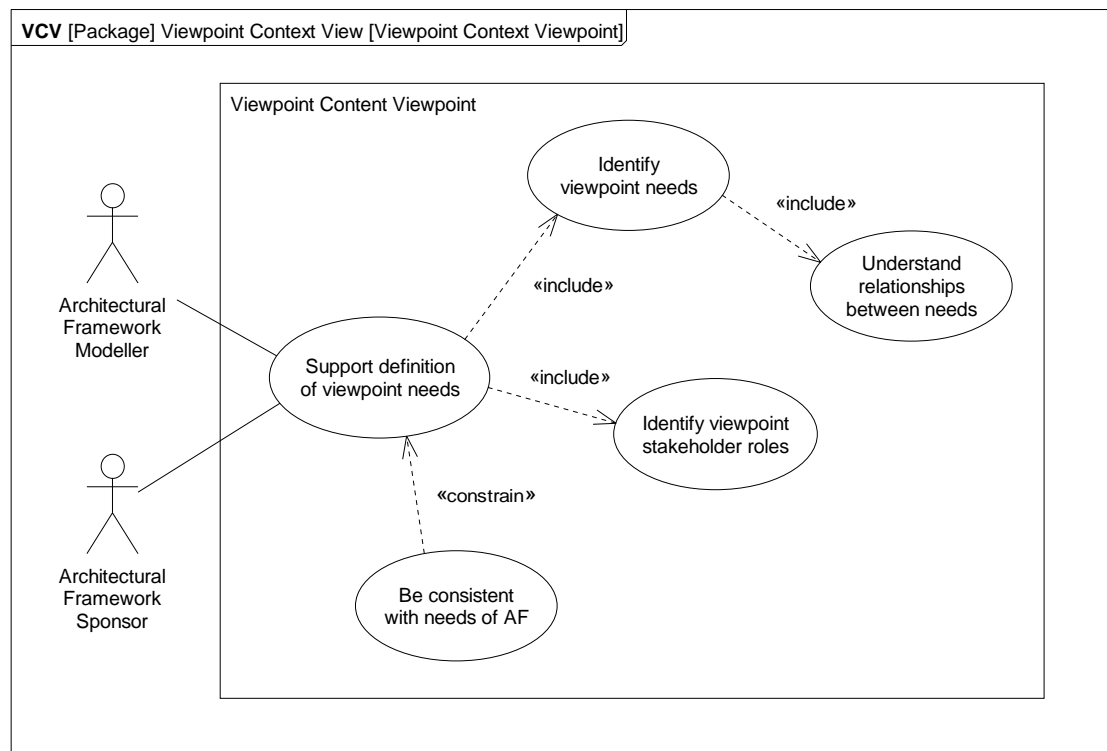 VCV [Package] Viewpoint Context View [Viewpoint Context Viewpoint]
Viewpoint Content Viewpoint
Identify
viewpoint needs
«include»
Understand
relationships
between needs
Architectural
Framework
Modeller
«include»
Support definition
of viewpoint needs
«include»
Identify viewpoint
stakeholder roles
«constrain»
Architectural
Framework
Sponsor
Be consistent
with needs of AF